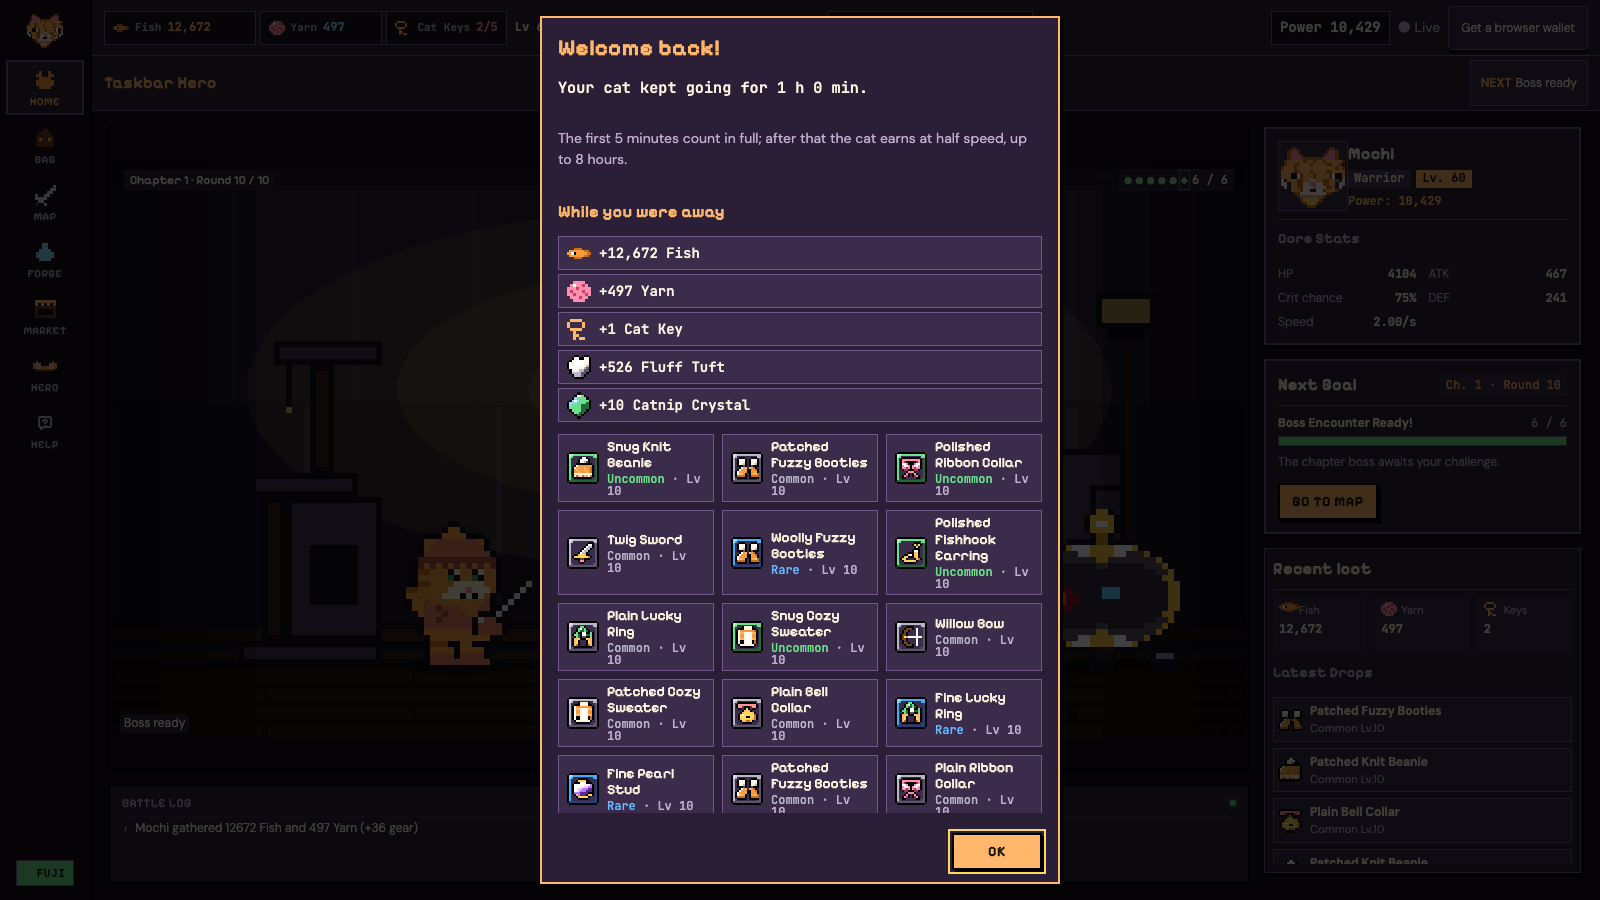 Fish 12,672
Yarn 497
Cat Keys 2/5
Lv
Power 10,429
Live
Get a browser wallet
Taskbar Hero
NEXT Boss ready
HOME
BAG
MAP
FORGE
MARKET
HERO
HELP
FUJI
Chapter 1 · Round 10 / 10
6 / 6
Boss ready
BATTLE LOG
› Mochi gathered 12672 Fish and 497 Yarn (+36 gear)
Welcome back!
Your cat kept going for 1 h 0 min.
The first 5 minutes count in full; after that the cat earns at half speed, up
to 8 hours.
While you were away
+12,672 Fish
+497 Yarn
+1 Cat Key
+526 Fluff Tuft
+10 Catnip Crystal
Snug Knit
Beanie
Uncommon · Lv
10
Patched
Fuzzy Booties
Common · Lv
10
Polished
Ribbon Collar
Uncommon · Lv
10
Twig Sword
Common · Lv
10
Woolly Fuzzy
Booties
Rare · Lv 10
Polished
Fishhook
Earring
Uncommon · Lv
10
Plain Lucky
Ring
Common · Lv
10
Snug Cozy
Sweater
Uncommon · Lv
10
Willow Bow
Common · Lv
10
Patched Cozy
Sweater
Common · Lv
10
Plain Bell
Collar
Common · Lv
10
Fine Lucky
Ring
Rare · Lv 10
Fine Pearl
Stud
Rare · Lv 10
Patched
Fuzzy Booties
Common · Lv
10
Plain Ribbon
Collar
Common · Lv
10
OK
Mochi
Warrior Lv. 60
Power: 10,429
Core Stats
HP 4104 ATK 467
Crit chance 75% DEF 241
Speed 2.00/s
Next Goal
Ch. 1 · Round 10
Boss Encounter Ready! 6 / 6
The chapter boss awaits your challenge.
GO TO MAP
Recent loot
Fish
12,672
Yarn
497
Keys
2
Latest Drops
Patched Fuzzy Booties
Common Lv.10
Patched Knit Beanie
Common Lv.10
Plain Bell Collar
Common Lv.10
Patched Knit Beanie